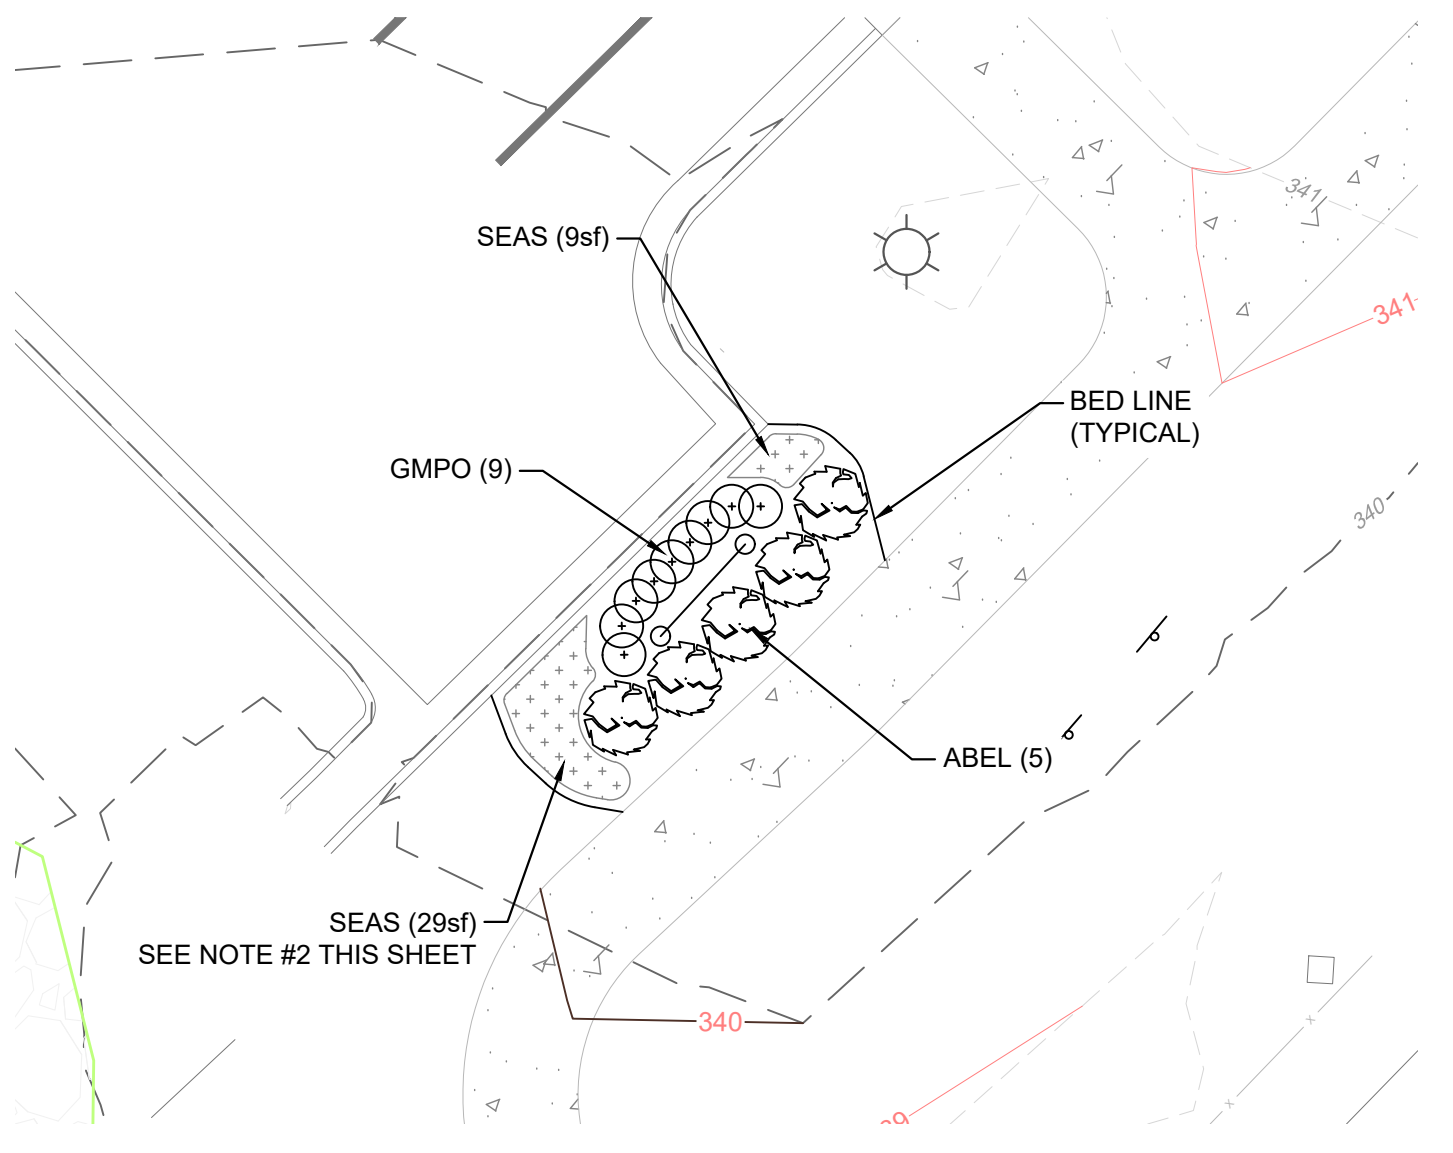 341
SEAS (9sf)
341
BED LINE
(TYPICAL)
GMPO (9)
340
ABEL (5)
SEAS (29sf)
SEE NOTE #2 THIS SHEET
340
x
x